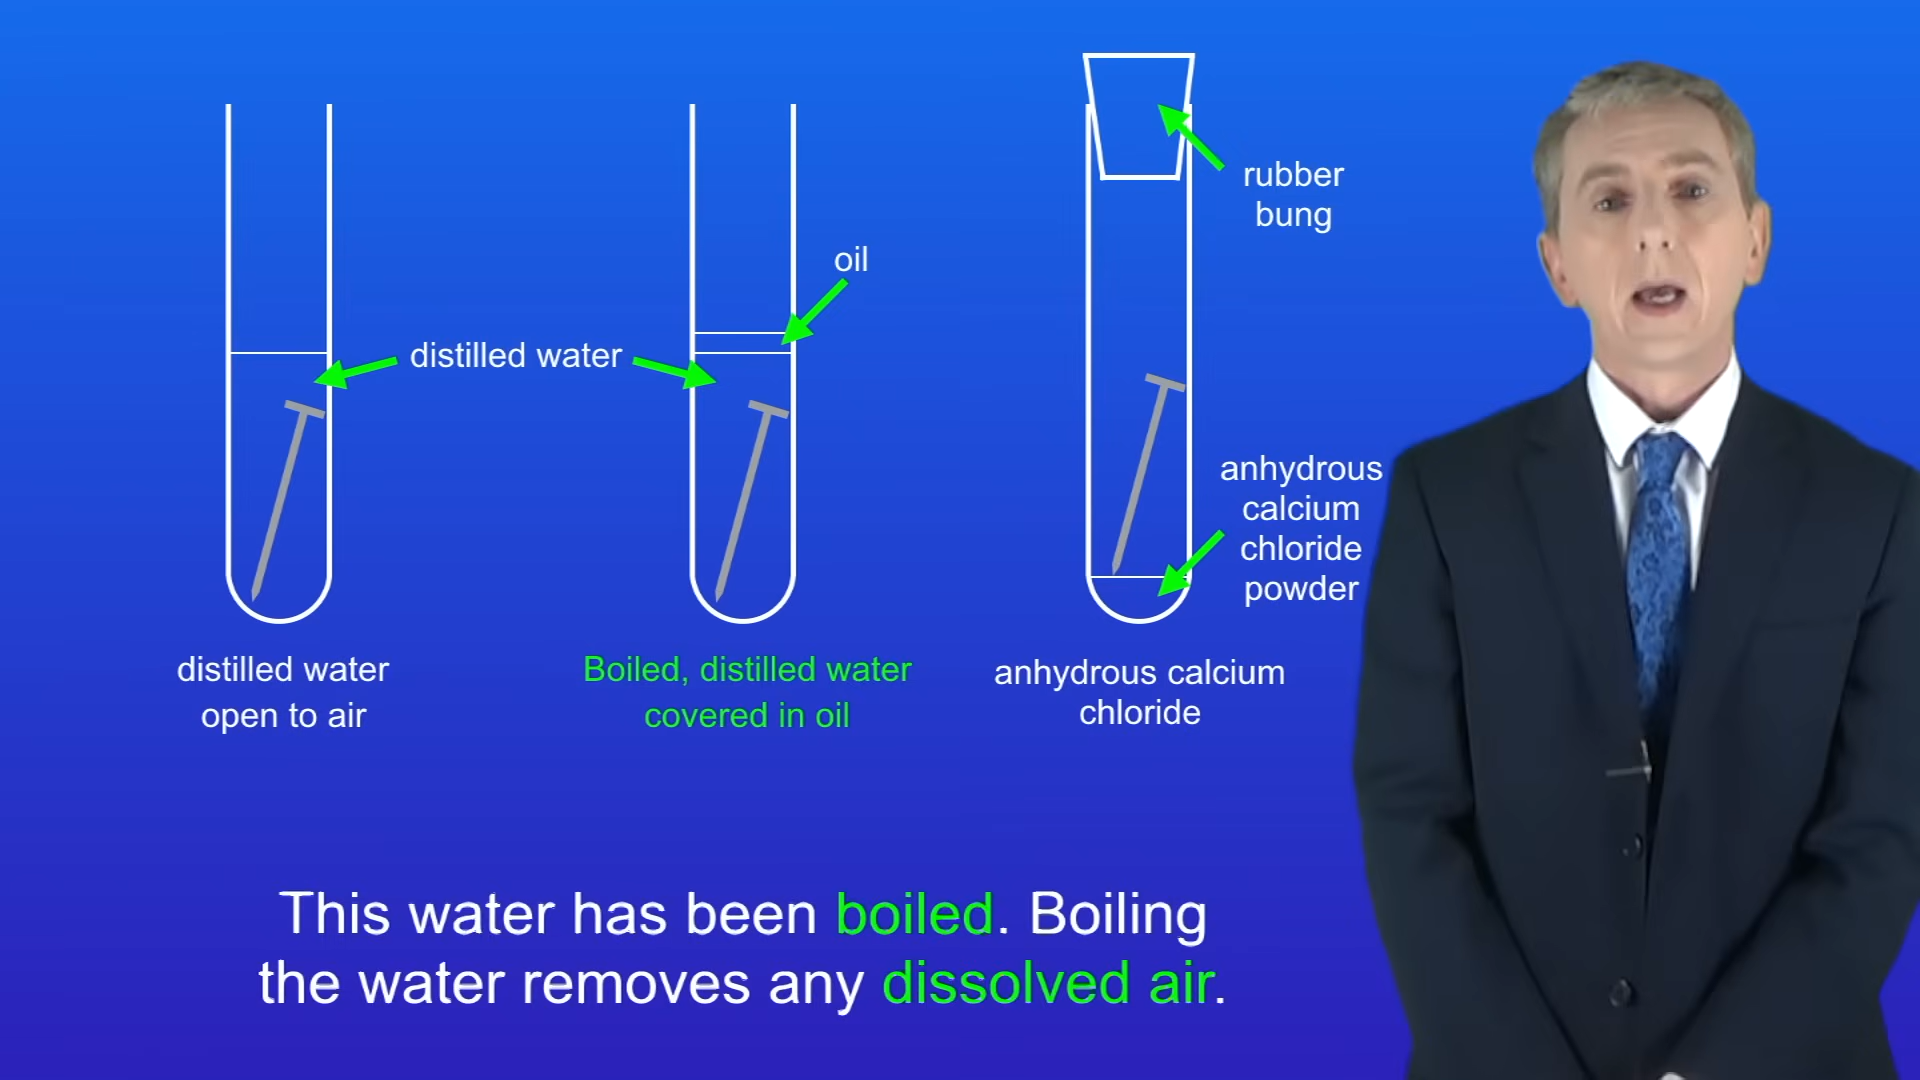 rubber
bung
oil
distilled water
anhydrous
calcium
chloride
powder
distilled water
open to air
Boiled, distilled water
covered in oil
anhydrous calcium
chloride
This water has been boiled. Boiling
the water removes any dissolved air.